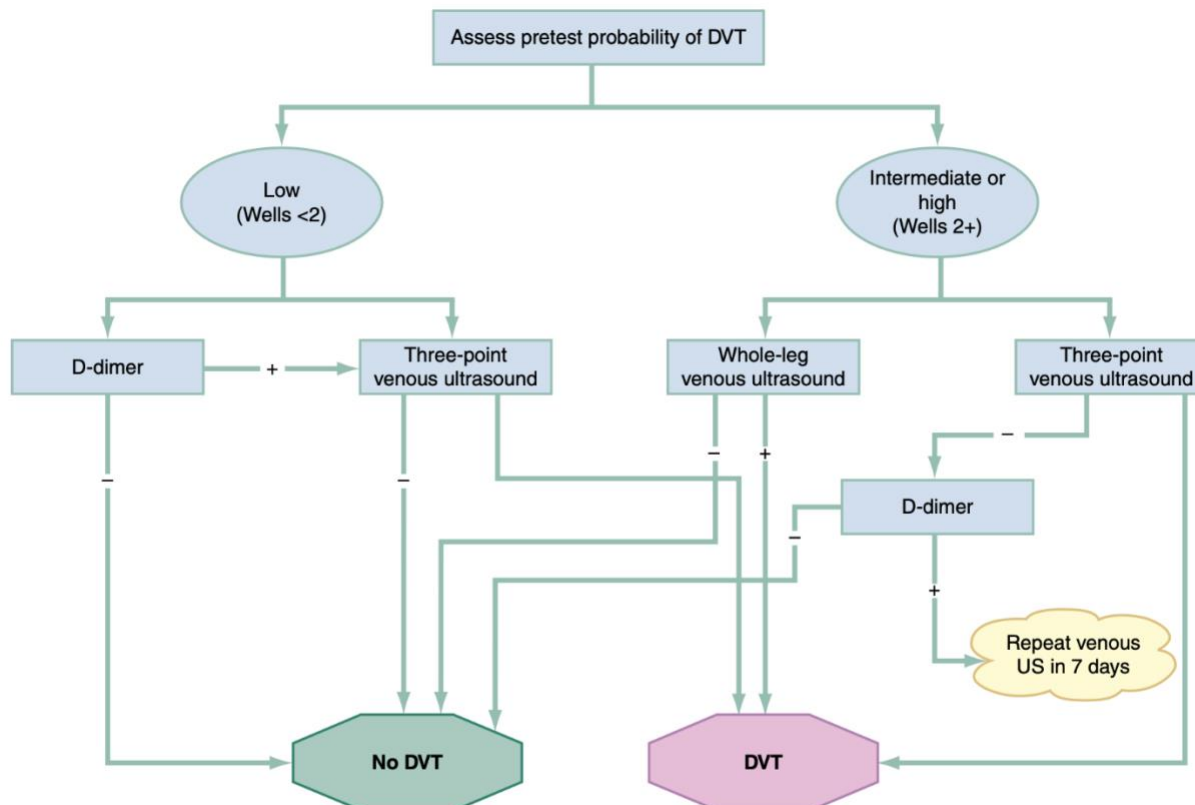 Assess pretest probability of DVT
Low
(Wells <2)
Intermediate or
high
(Wells 2+)
D-dimer
+
Three-point
venous ultrasound
Whole-leg
venous ultrasound
Three-point
venous ultrasound
−
−
−
+
−
D-dimer
−
+
Repeat venous
US in 7 days
No DVT
DVT